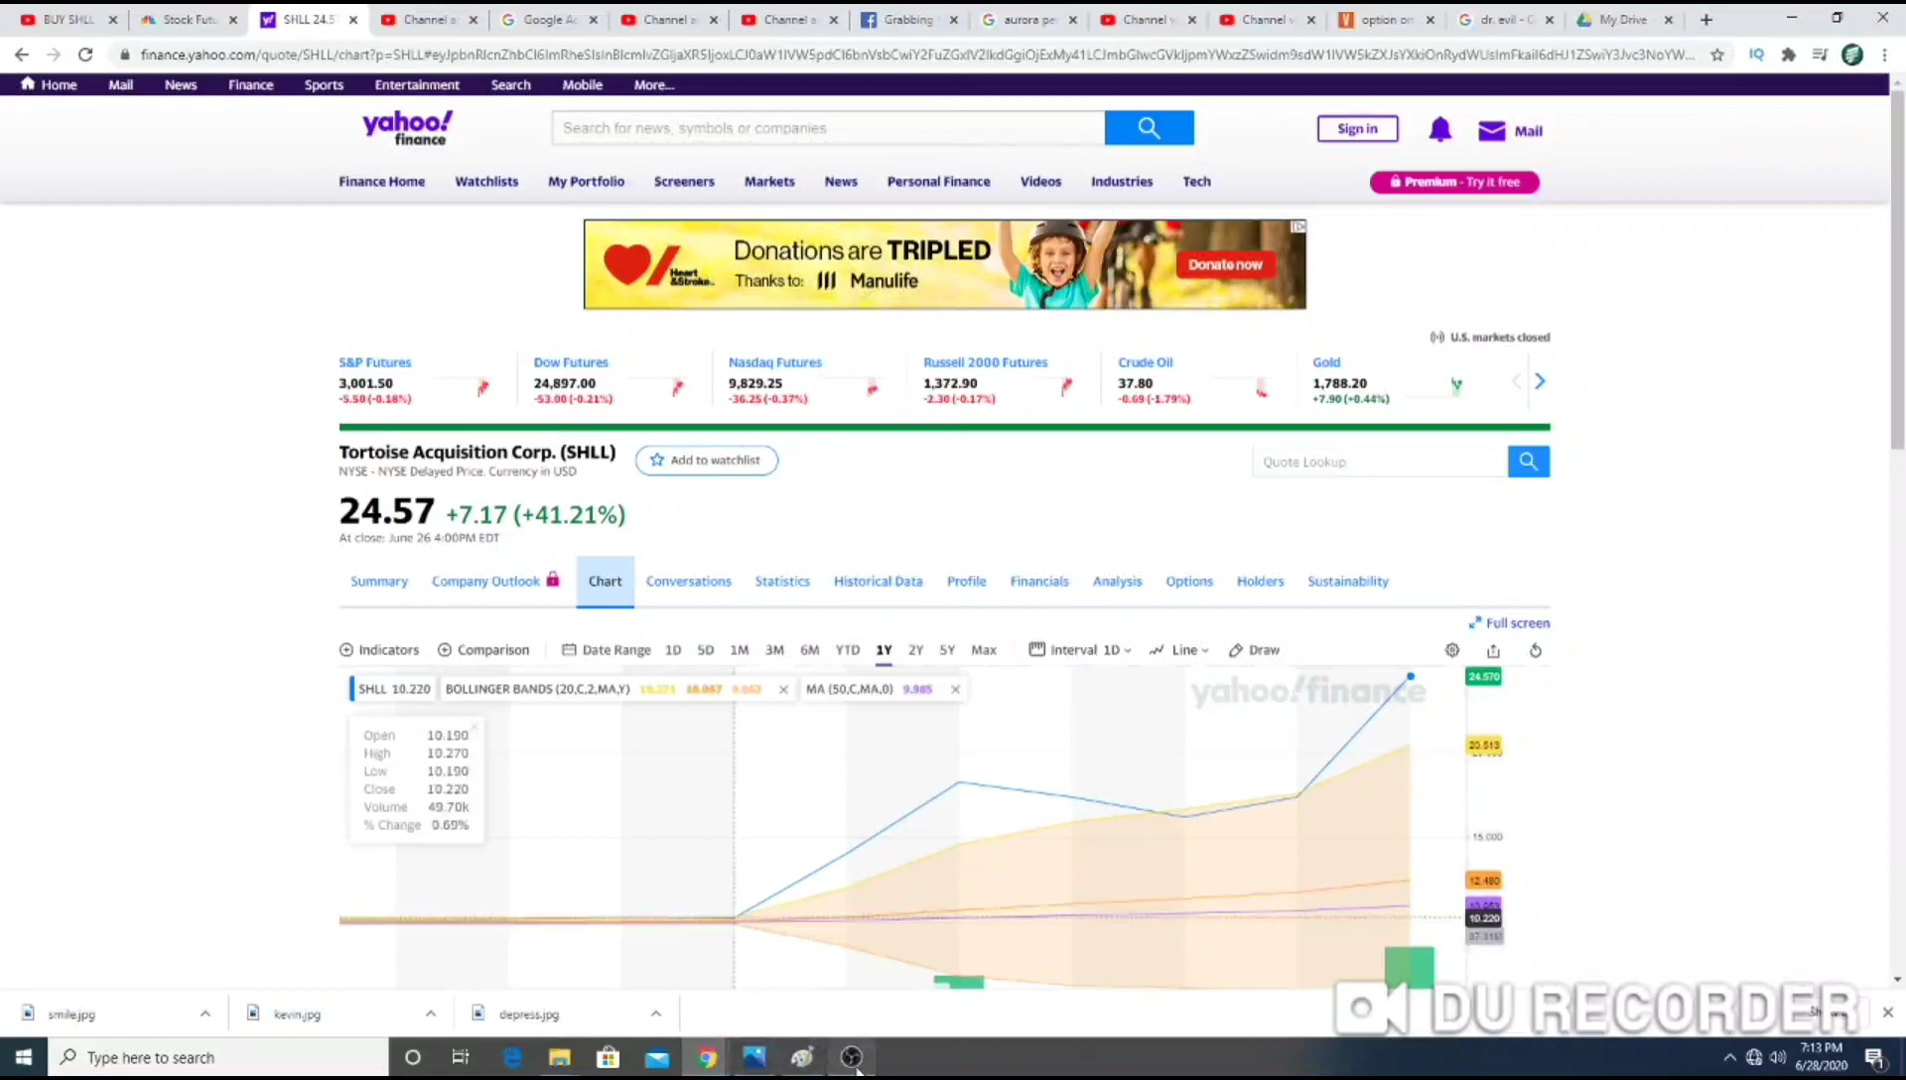 BUY SHLL
Stock Futu
SHLL 24.5
Channel a
Google A
Channel a
Channel a
Grabbing
aurora pe
Channel
Channel
option on
dr. evil - G
My Drive
Home Mail News Finance Sports Entertainment Search Mobile More...
yahoo!
finance
Search for news, symbols or companies
Sign in
Mail
Finance Home Watchlists My Portfolio Screeners Markets News Personal Finance Videos Industries Tech
Premium - Try it free
Heart
&Stroke
Donations are TRIPLED
Thanks to: Manulife
Donate now
U.S. markets closed
S&P Futures
3,001.50
-5.50 (-0.18%)
Dow Futures
24,897.00
-53.00 (-0.21%)
Nasdaq Futures
9,829.25
-36.25 (-0.37%)
Russell 2000 Futures
1,372.90
-2.30 (-0.17%)
Crude Oil
37.80
-0.69 (-1.79%)
Gold
1,788.20
+7.90 (+0.44%)
Tortoise Acquisition Corp. (SHLL)
NYSE - NYSE Delayed Price. Currency in USD
Add to watchlist
Quote Lookup
24.57 +7.17 (+41.21%)
At close: June 26 4:00PM EDT
Summary Company Outlook Chart Conversations Statistics Historical Data Profile Financials Analysis Options Holders Sustainability
Full screen
Indicators Comparison Date Range 1D 5D 1M 3M 6M YTD 1Y 2Y 5Y Max Interval 1D Line Draw
SHLL 10.220 BOLLINGER BANDS (20,C,2,MA,Y) MA (50,C,MA,0) 9.985
yahoo!finance
Open 10.190
High 10.270
Low 10.190
Close 10.220
Volume 49.70k
% Change 0.69%
24.570
20.513
15.000
12.480
10.220
smile.jpg
kevin.jpg
depress.jpg
DU RECORDER
Type here to search
7:13 PM
6/28/2020
1